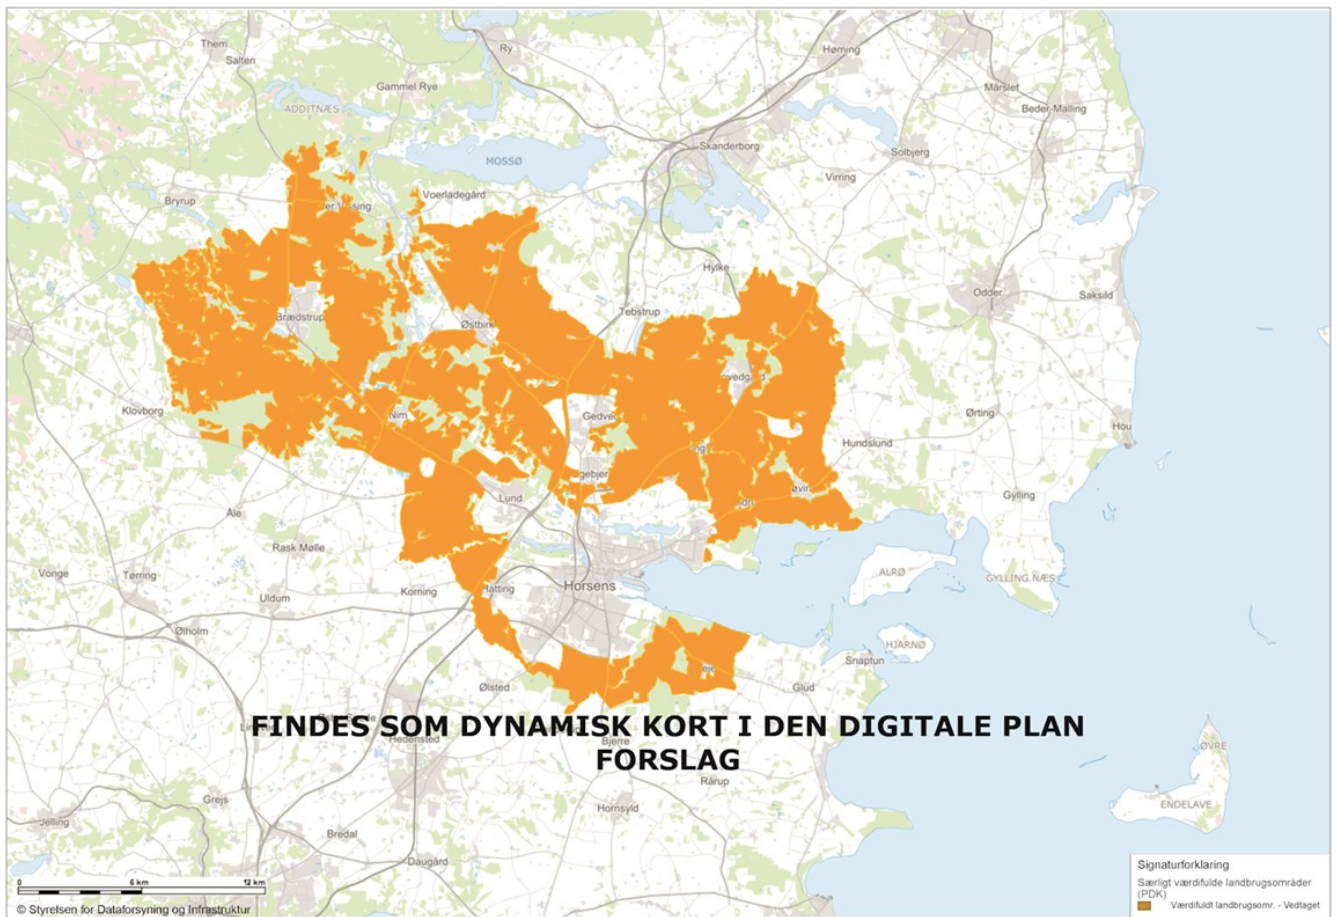 Them
Salten
Ry
Hørning
Mårslet
Beder-Malling
Gammel Rye
ADDITNÆS
MOSSØ
Skanderborg
Solbjerg
Virring
Bryrup
Voerladegård
Hylke
Odder
Saksild
Tebstrup
Brædstrup
Østbirk
Klovborg
Nim
Gedved
Ørting
Hou
Hundslund
Lund
Gylling
Åle
Rask Mølle
Vonge
Tørring
Uldum
Korning
Hatting
Horsens
ALRØ
GYLLING NÆS
Ølholm
HJARNØ
Snaptun
Ølsted
Glud
FINDES SOM DYNAMISK KORT I DEN DIGITALE PLAN
FORSLAG
Hedensted
Bjerre
Rårup
ØVRE
ENDELAVE
Grejs
Hornsyld
Jelling
Bredal
Daugård
0 6 km 12 km
© Styrelsen for Dataforsyning og Infrastruktur
Signaturforklaring
Særligt værdifulde landbrugsområder
(PDK)
Værdifuldt landbrugsomr. - Vedtaget